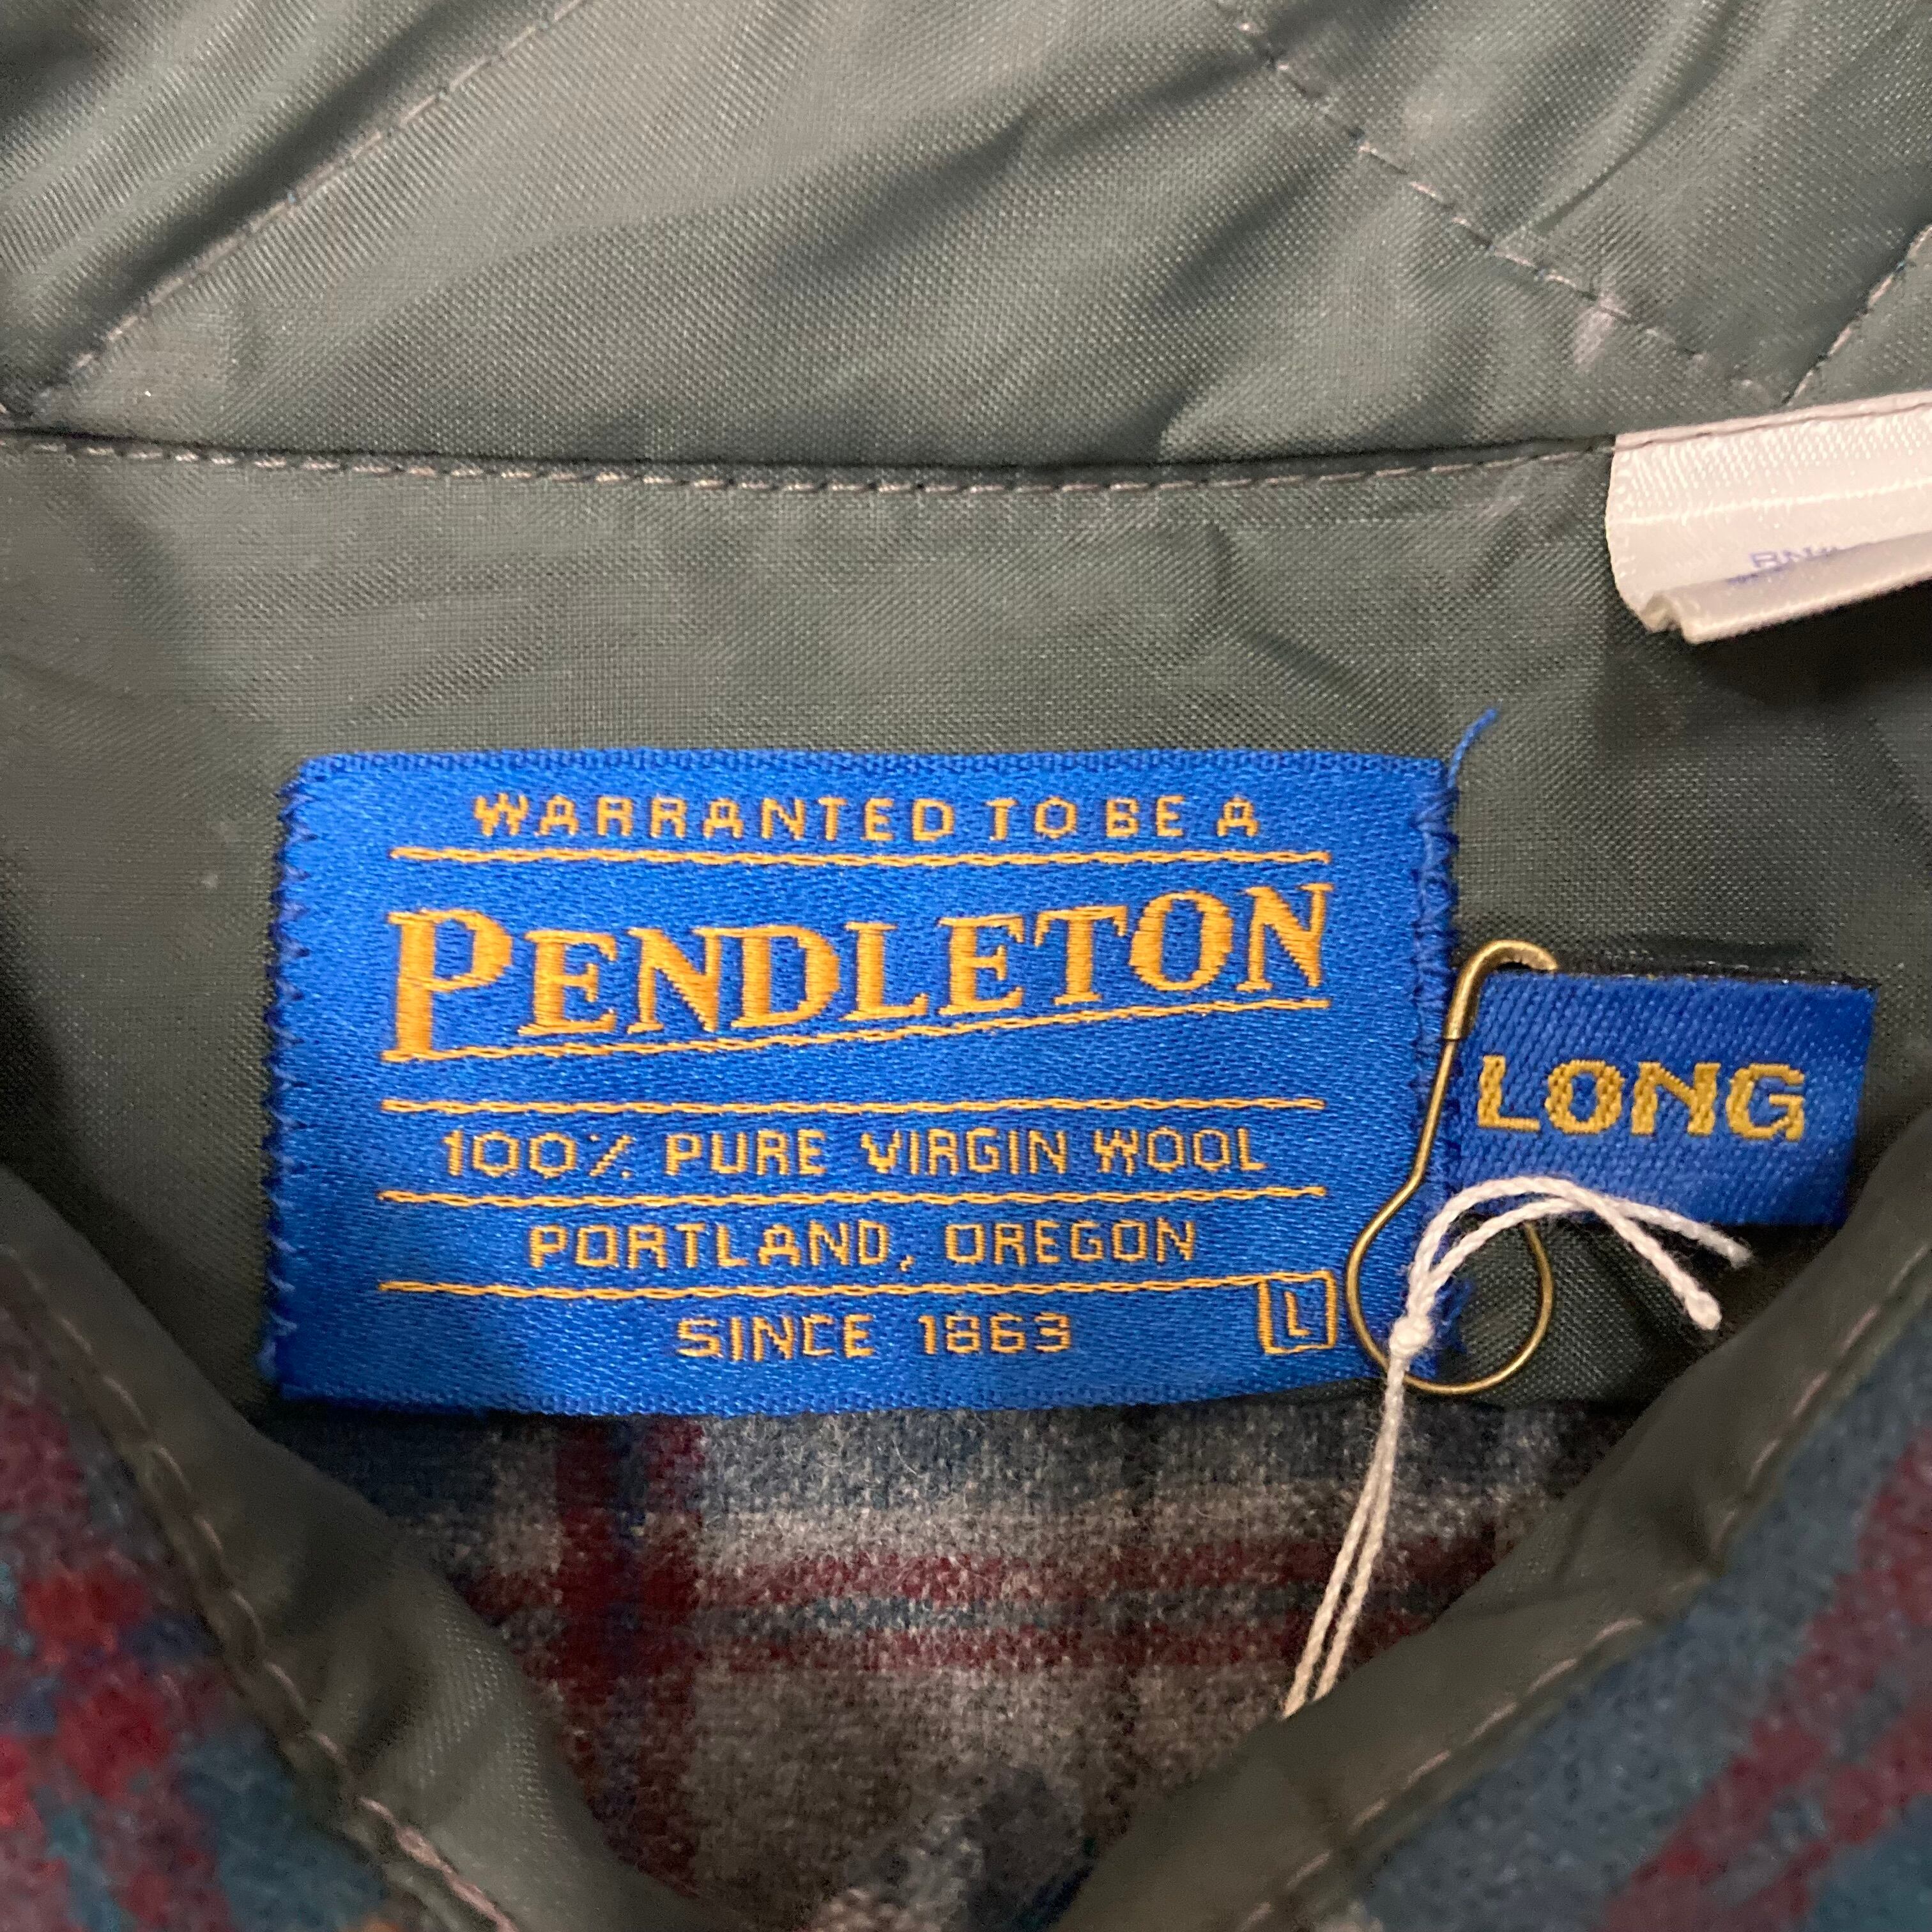 WARRANTED TO BE A
PENDLETON
100% PURE VIRGIN WOOL
PORTLAND, OREGON
SINCE 1863
L
LONG